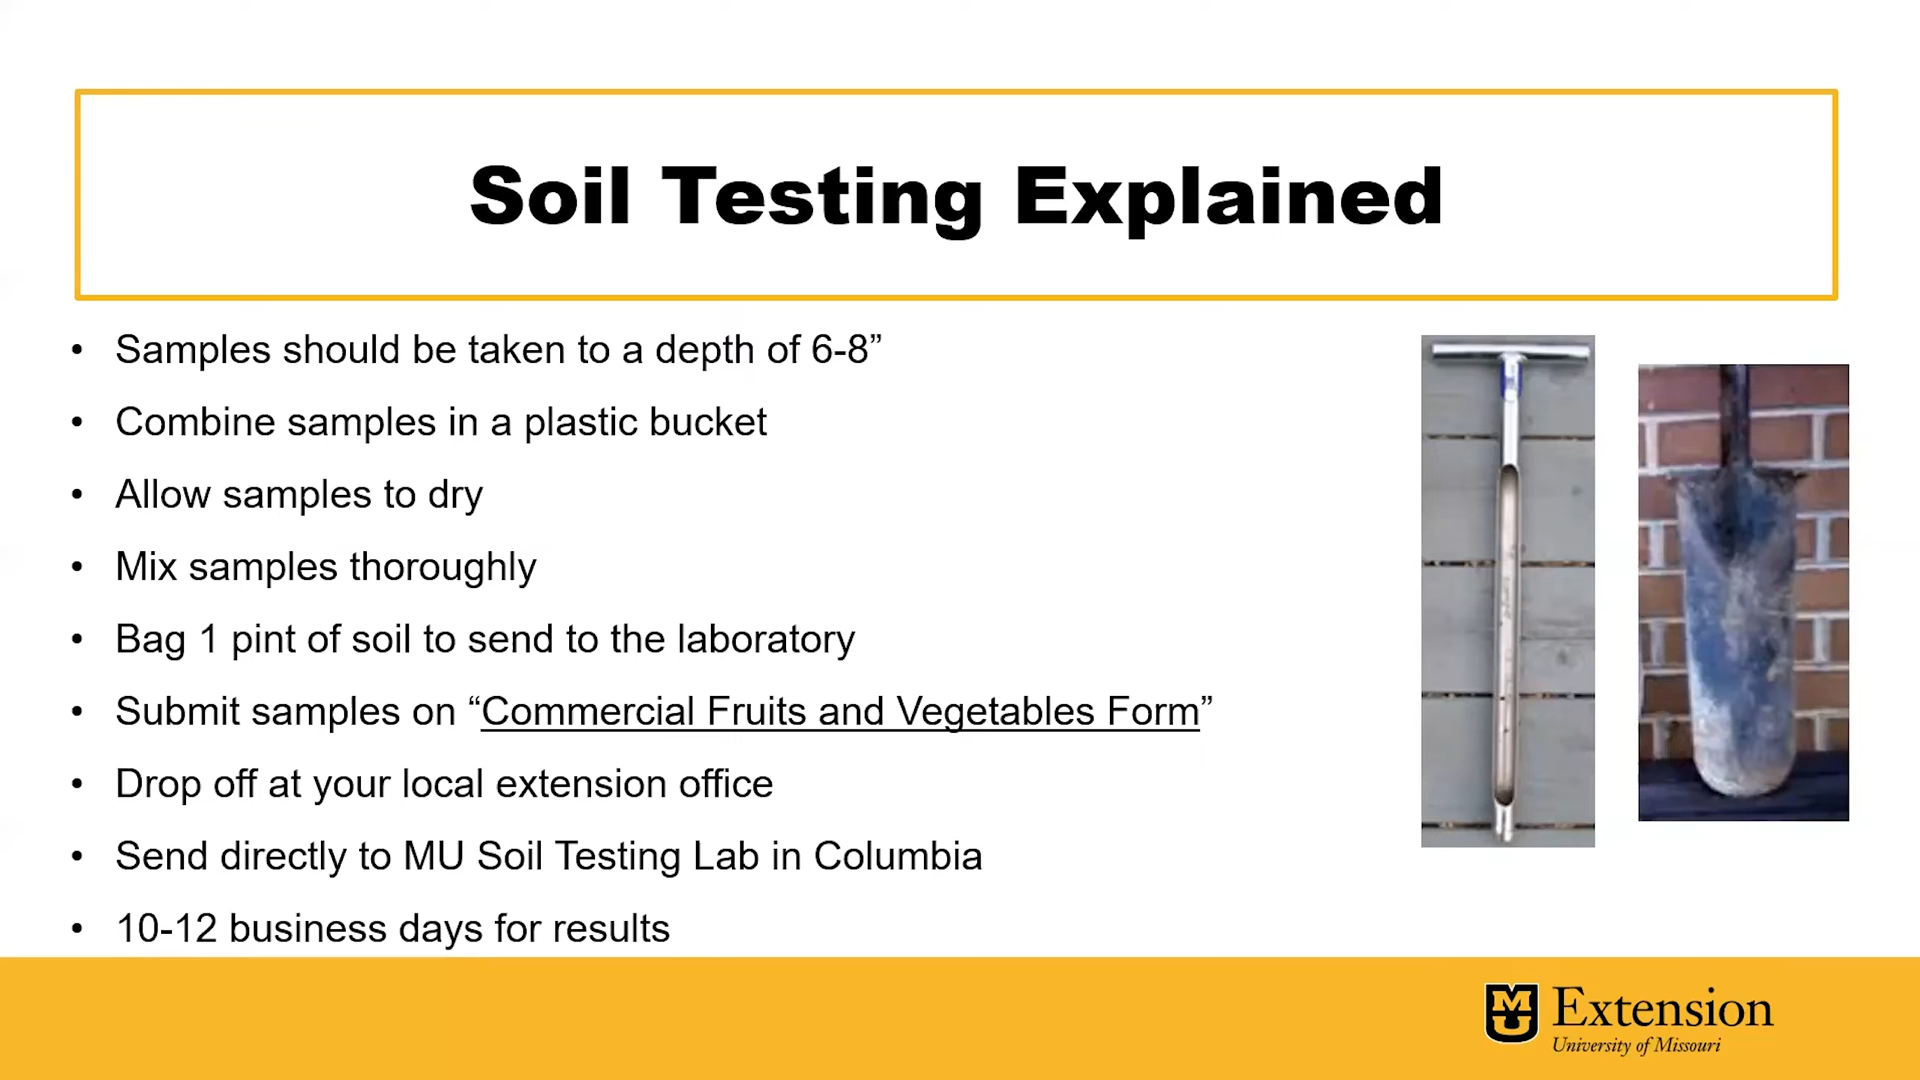 Soil Testing Explained
• Samples should be taken to a depth of 6-8”
• Combine samples in a plastic bucket
• Allow samples to dry
• Mix samples thoroughly
• Bag 1 pint of soil to send to the laboratory
• Submit samples on “Commercial Fruits and Vegetables Form”
• Drop off at your local extension office
• Send directly to MU Soil Testing Lab in Columbia
• 10-12 business days for results
MU Extension
University of Missouri